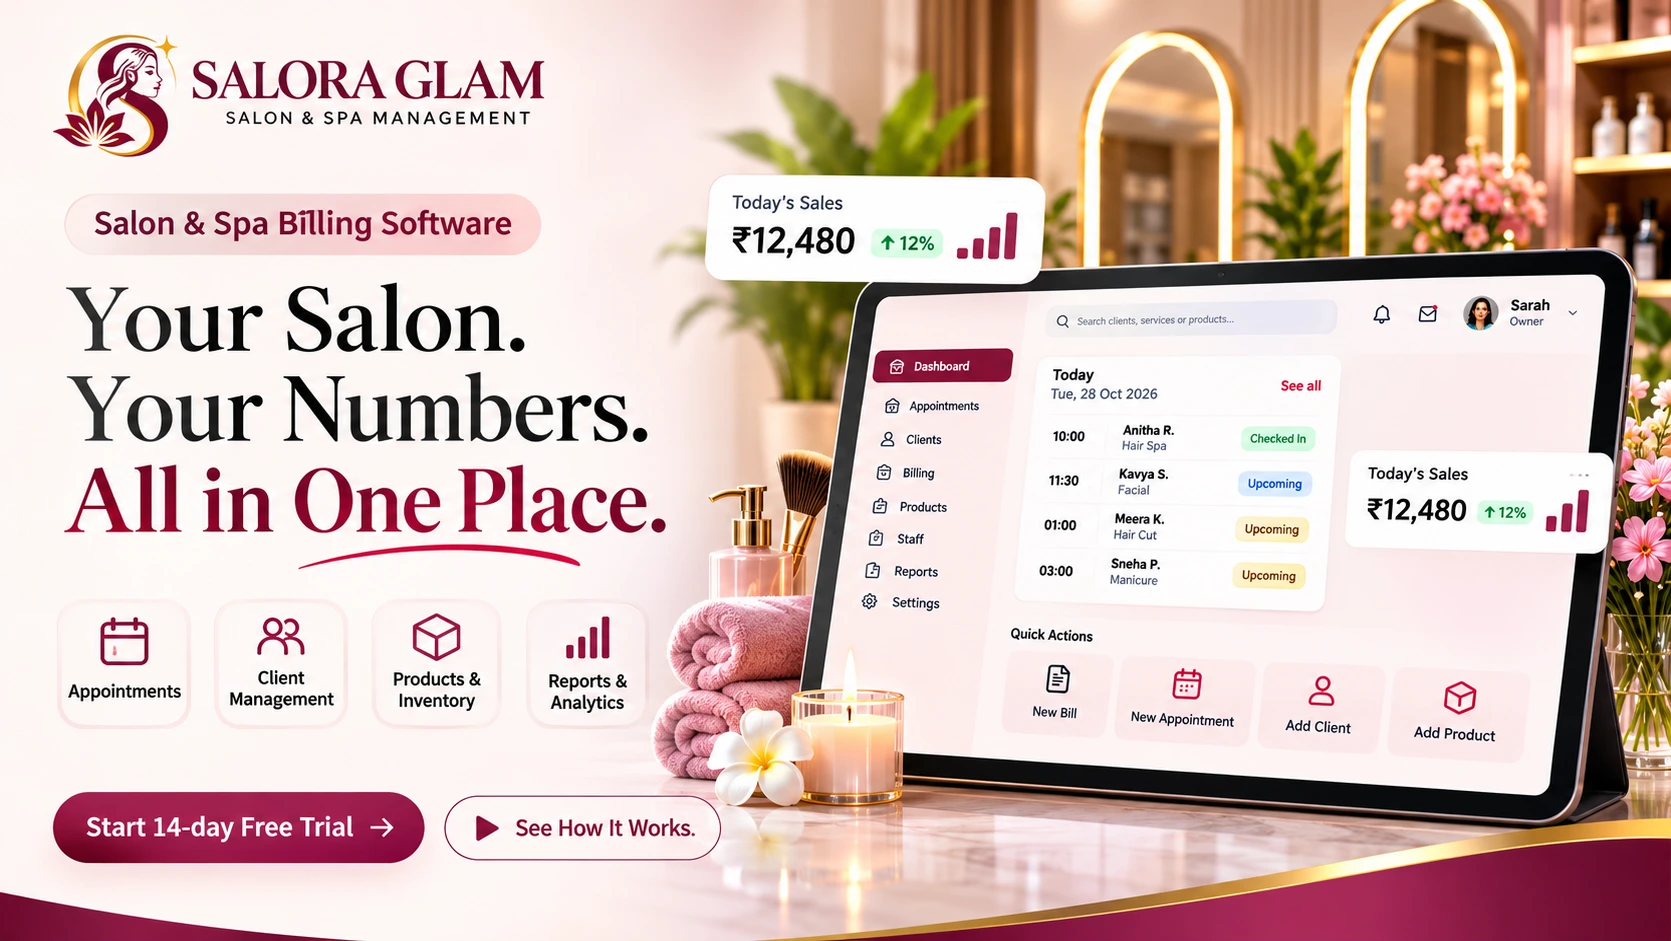 SALORA GLAM
SALON & SPA MANAGEMENT
Salon & Spa Billing Software
Your Salon.
Your Numbers.
All in One Place.
Appointments
Client
Management
Products &
Inventory
Reports &
Analytics
Start 14-day Free Trial →
See How It Works.
Today's Sales
₹12,480 ↑ 12%
Search clients, services or products...
Sarah
Owner
Dashboard
Appointments
Clients
Billing
Products
Staff
Reports
Settings
Today
Tue, 28 Oct 2026
See all
10:00 Anitha R. Checked In
Hair Spa
11:30 Kavya S. Upcoming
Facial
01:00 Meera K. Upcoming
Hair Cut
03:00 Sneha P. Upcoming
Manicure
Today's Sales
₹12,480 ↑ 12%
Quick Actions
New Bill
New Appointment
Add Client
Add Product